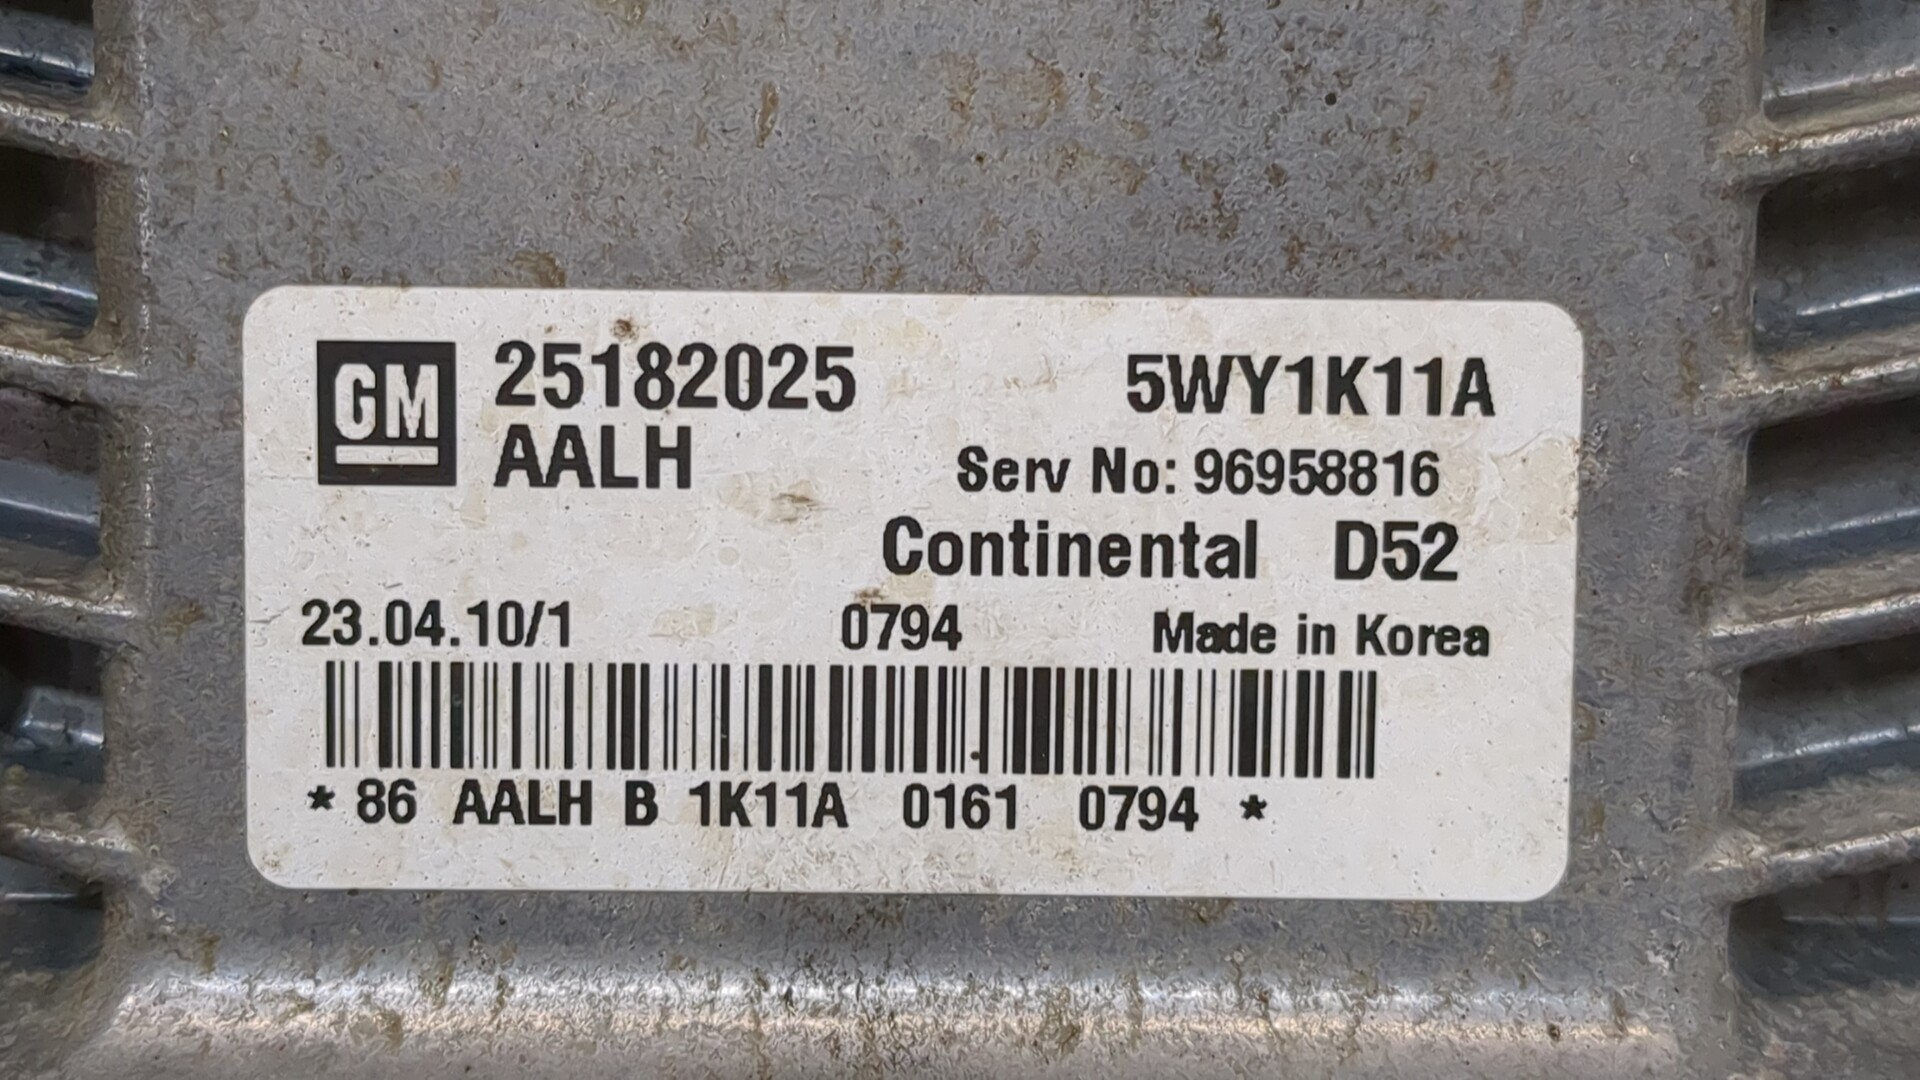 GM 25182025 5WY1K11A
AALH Serv No: 96958816
Continental D52
23.04.10/1 0794 Made in Korea
* 86 AALH B 1K11A 0161 0794 *